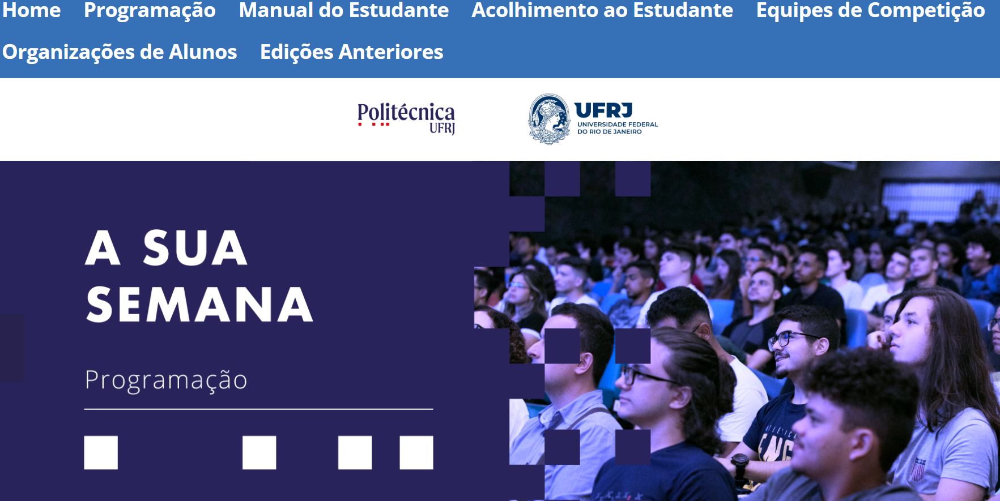 Home Programação Manual do Estudante Acolhimento ao Estudante Equipes de Competição
Organizações de Alunos Edições Anteriores
Politécnica
UFRJ
UFRJ
UNIVERSIDADE FEDERAL
DO RIO DE JANEIRO
A SUA
SEMANA
Programação